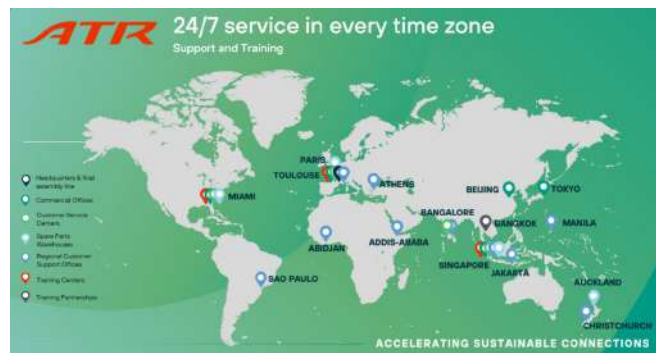 ATR
24/7 service in every time zone
Support and Training
Headquarters & final
assembly line
Commercial Offices
Customer Service
Centers
Spare Parts
Warehouses
Regional Customer
Support Offices
Training Centers
Training Partnerships
PARIS
TOULOUSE
ATHENS
MIAMI
BEIJING
TOKYO
BANGALORE
BANGKOK
MANILA
ABIDJAN
ADDIS-ABABA
SINGAPORE
JAKARTA
SAO PAULO
AUCKLAND
CHRISTCHURCH
ACCELERATING SUSTAINABLE CONNECTIONS